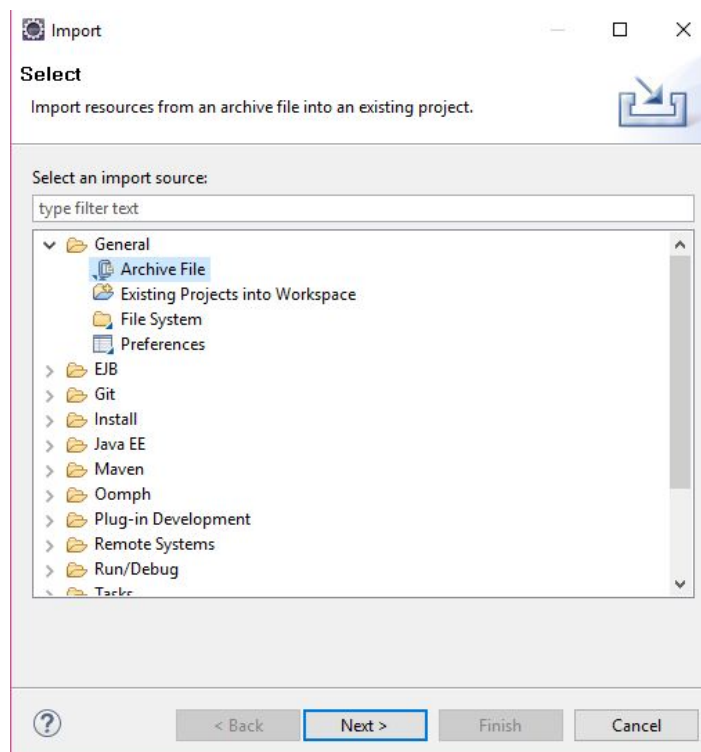 Import
Select
Import resources from an archive file into an existing project.
Select an import source:
type filter text
General
Archive File
Existing Projects into Workspace
File System
Preferences
EJB
Git
Install
Java EE
Maven
Oomph
Plug-in Development
Remote Systems
Run/Debug
Tasks
< Back Next > Finish Cancel